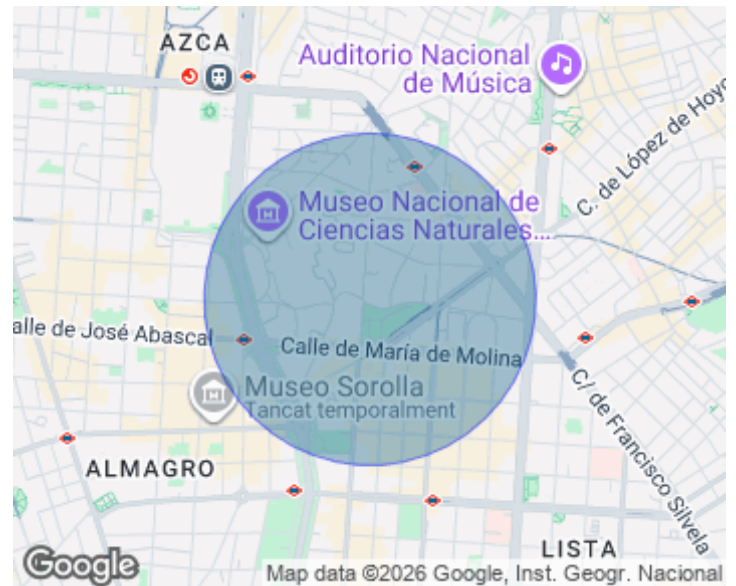 AZCA
Auditorio Nacional
de Música
C. de López de Hoyo
Museo Nacional de
Ciencias Naturales...
alle de José Abascal
Calle de María de Molina
Museo Sorolla
Tancat temporalment
C/ de Francisco Silvela
ALMAGRO
LISTA
Google
Map data ©2026 Google, Inst. Geogr. Nacional